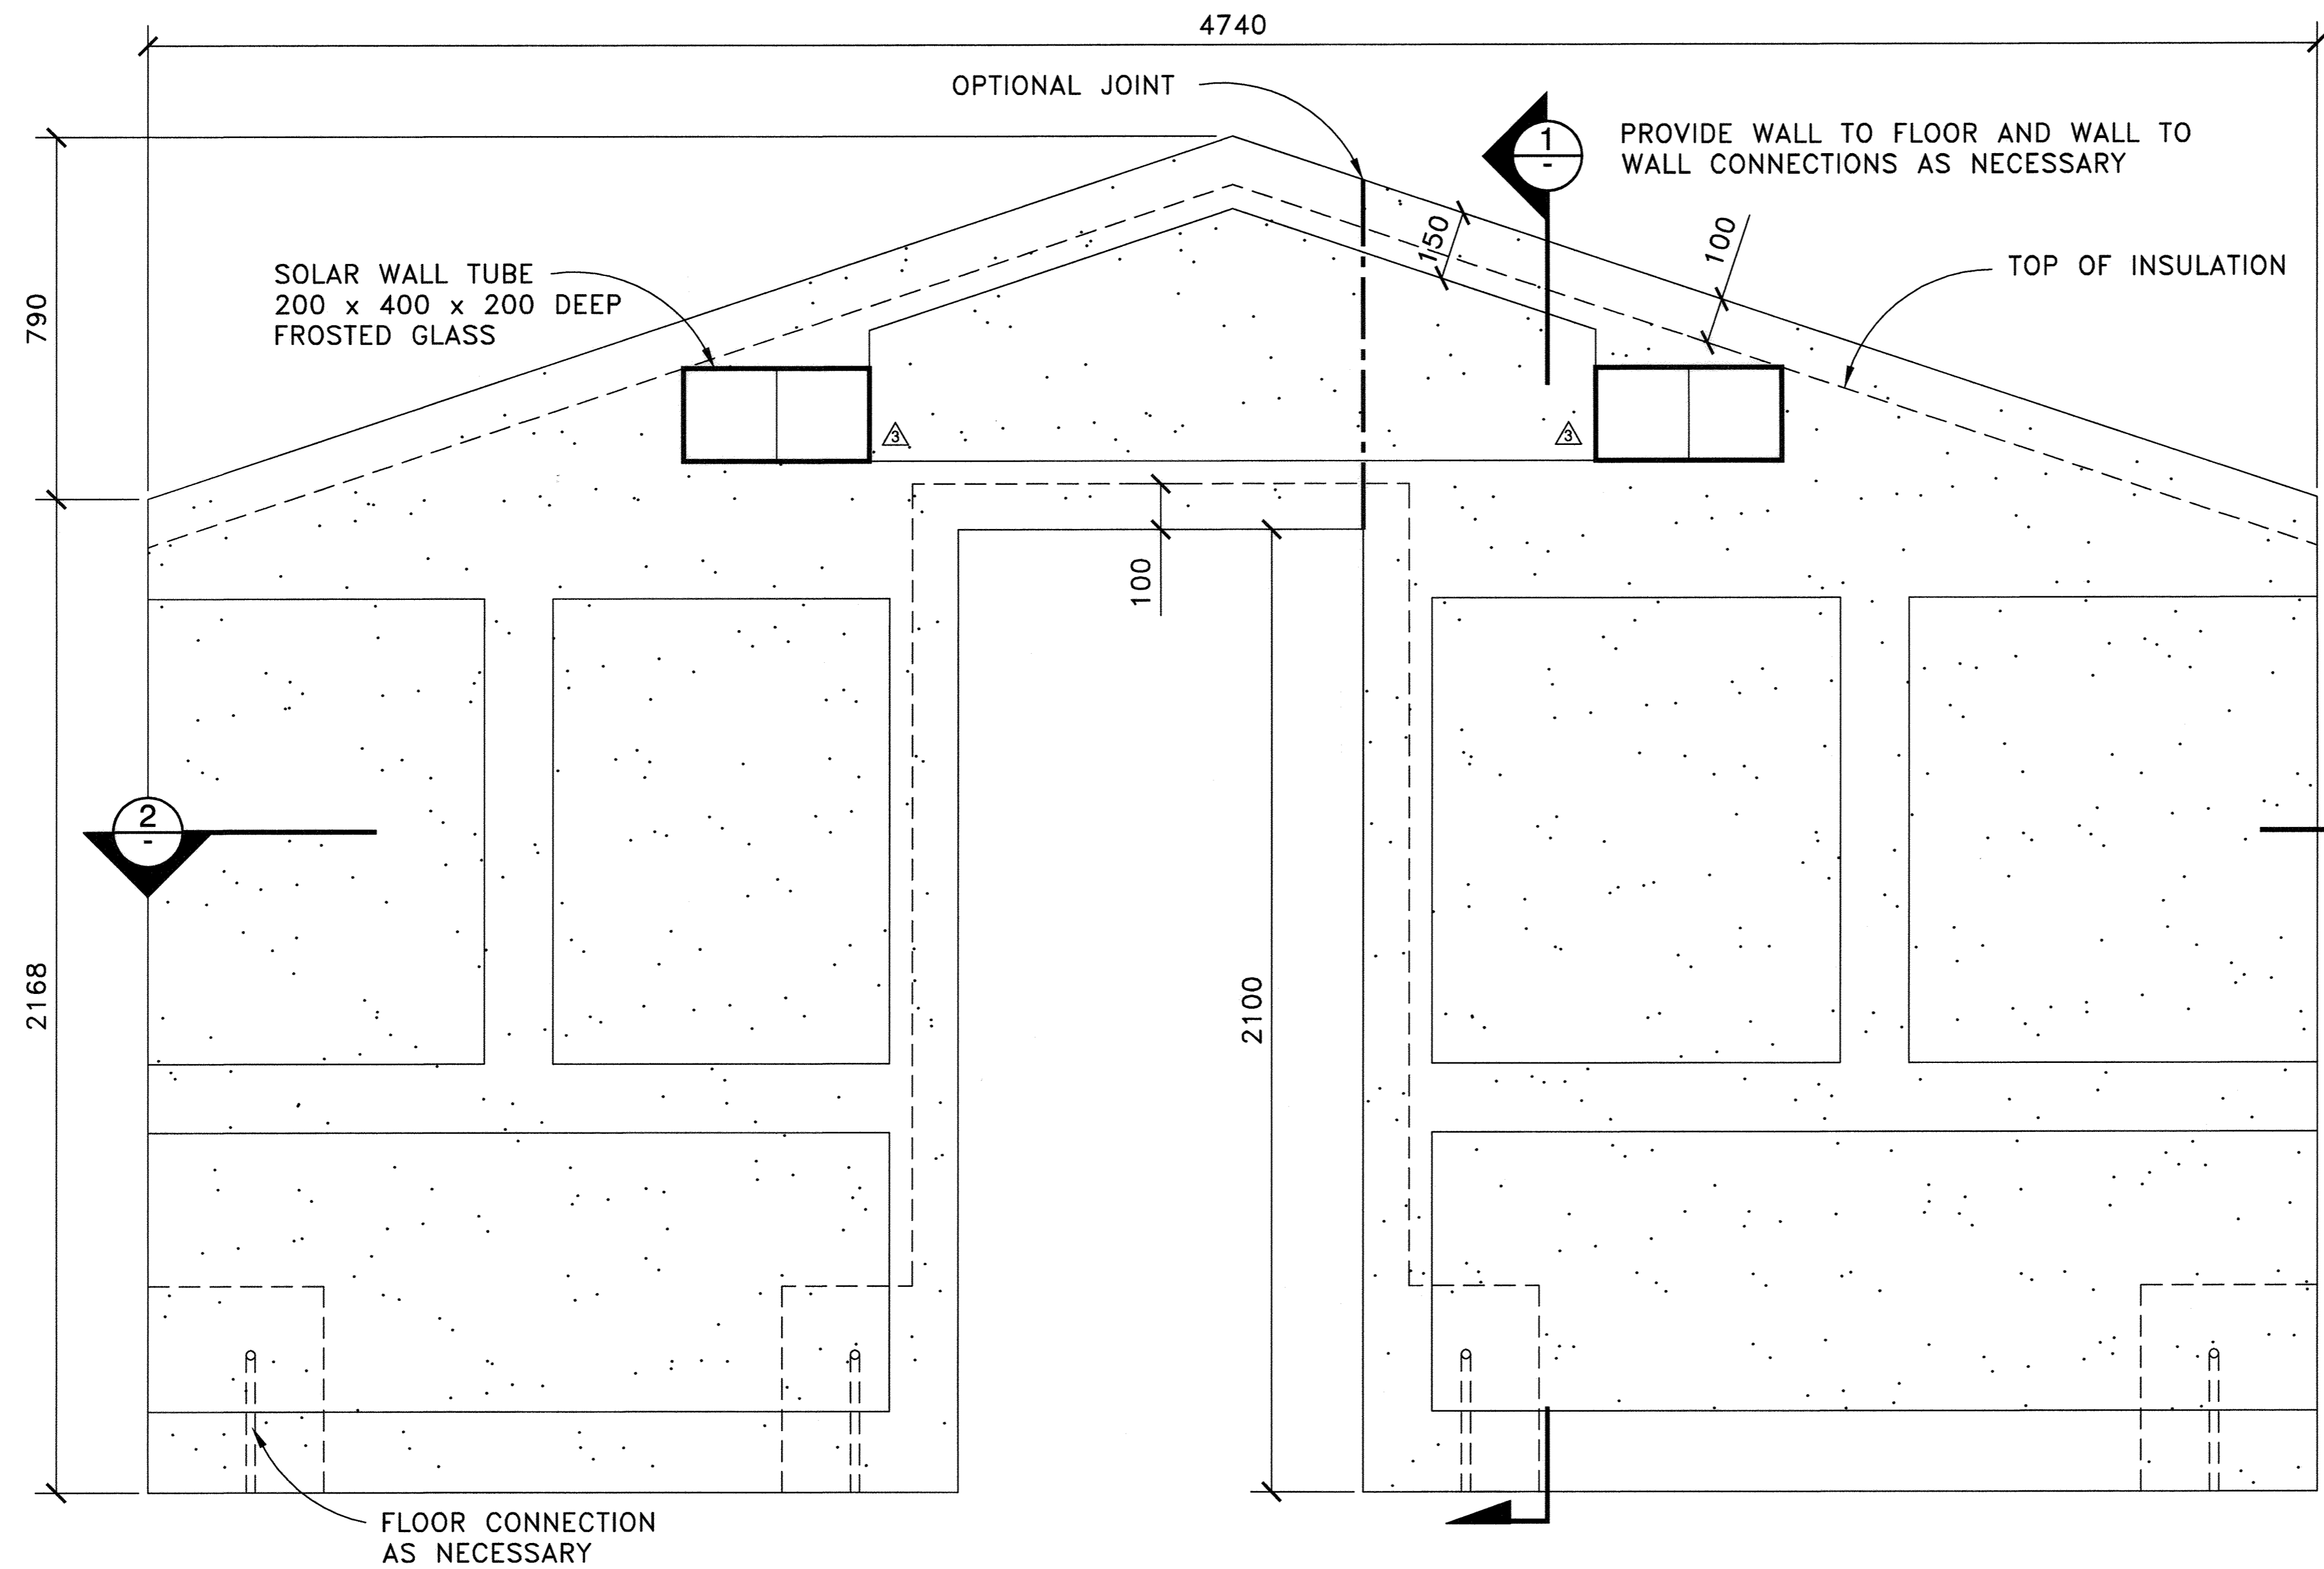 4740
OPTIONAL JOINT
1
-
PROVIDE WALL TO FLOOR AND WALL TO
WALL CONNECTIONS AS NECESSARY
150
100
TOP OF INSULATION
SOLAR WALL TUBE
200 x 400 x 200 DEEP
FROSTED GLASS
790
3
3
100
2
-
2168
2100
FLOOR CONNECTION
AS NECESSARY